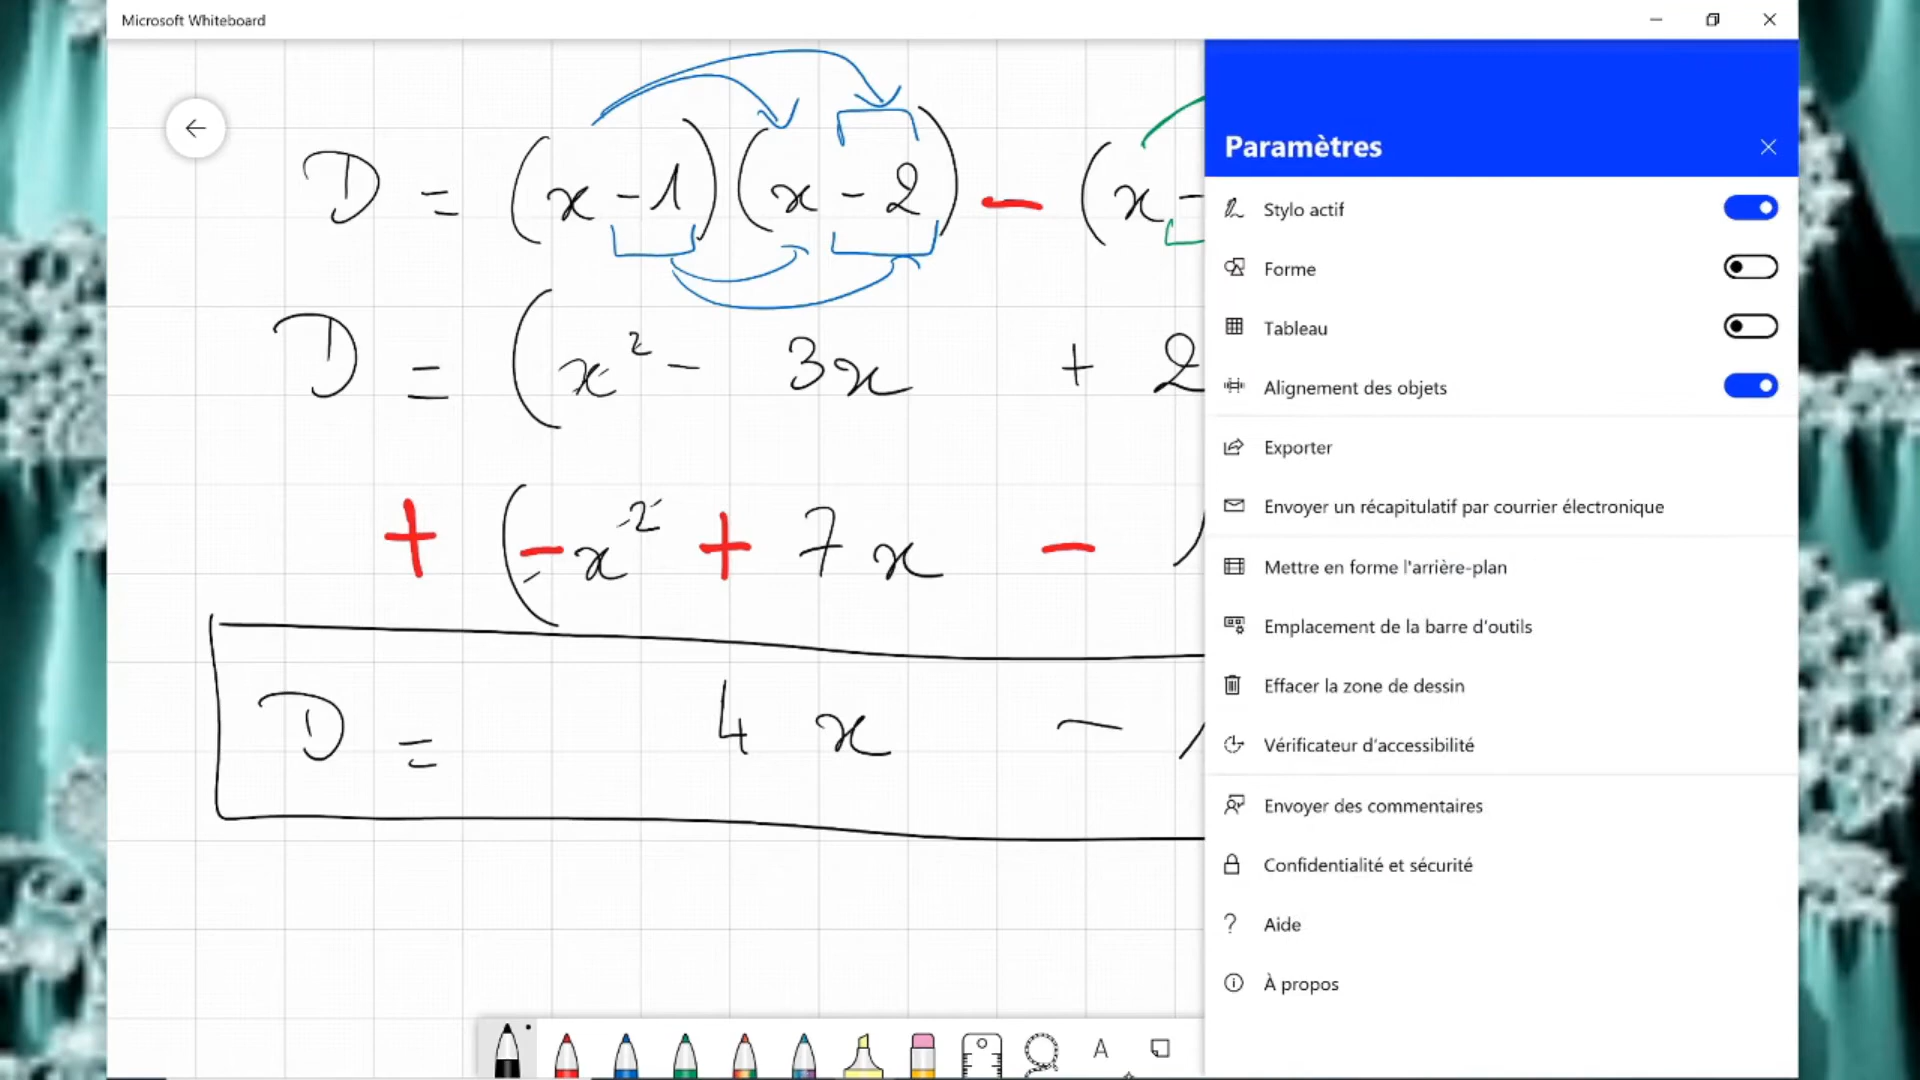 Microsoft Whiteboard
D = (x - 1)(x - 2) - (x -
D = (x² - 3x + 2
+ (- x² + 7x -
D = 4x -
Paramètres
Stylo actif
Forme
Tableau
Alignement des objets
Exporter
Envoyer un récapitulatif par courrier électronique
Mettre en forme l'arrière-plan
Emplacement de la barre d'outils
Effacer la zone de dessin
Vérificateur d'accessibilité
Envoyer des commentaires
Confidentialité et sécurité
Aide
À propos
A